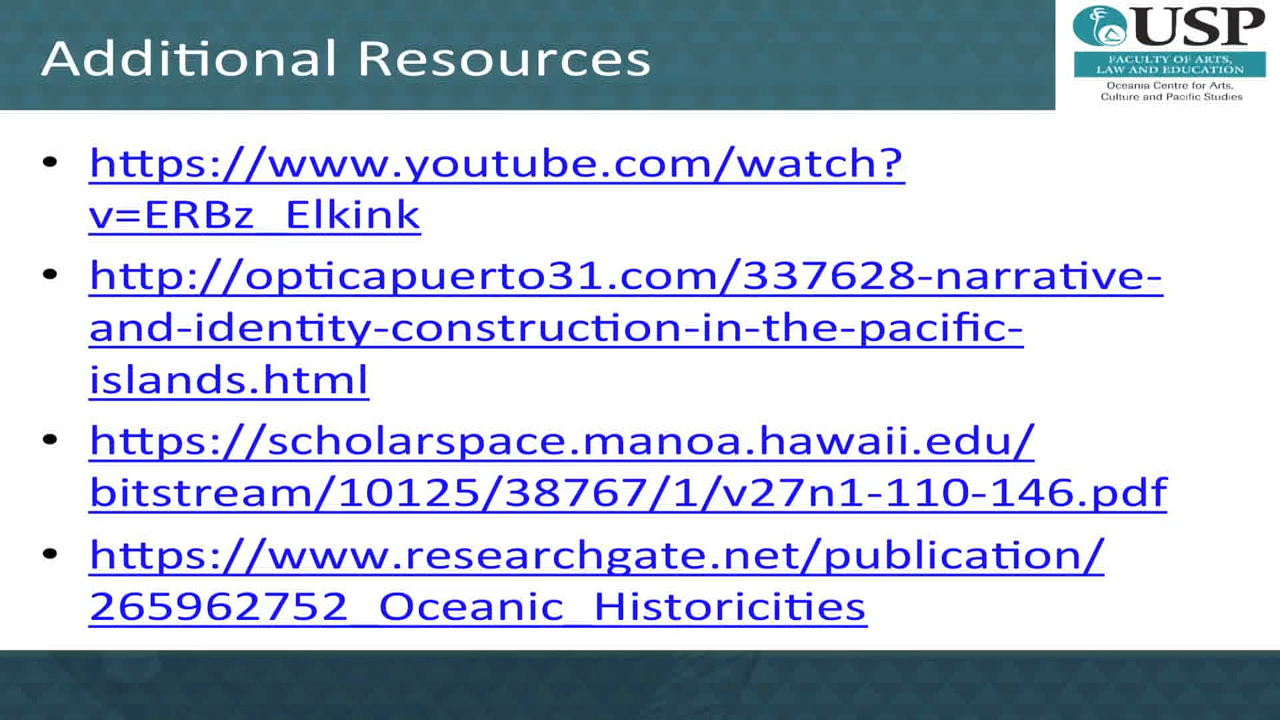 Additional Resources
USP
FACULTY OF ARTS,
LAW AND EDUCATION
Oceania Centre for Arts,
Culture and Pacific Studies
• https://www.youtube.com/watch?
v=ERBz_Elkink
• http://opticapuerto31.com/337628-narrative-
and-identity-construction-in-the-pacific-
islands.html
• https://scholarspace.manoa.hawaii.edu/
bitstream/10125/38767/1/v27n1-110-146.pdf
• https://www.researchgate.net/publication/
265962752_Oceanic_Historicities